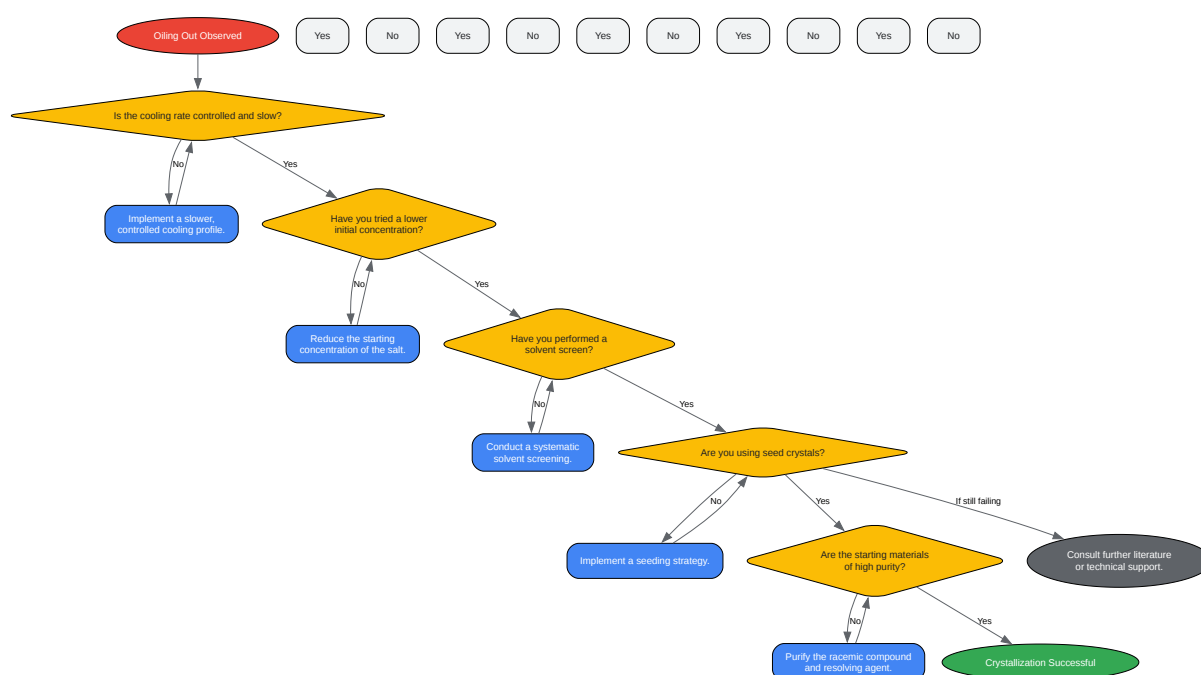 Oiling Out Observed
Yes
No
Yes
No
Yes
No
Yes
No
Yes
No
Is the cooling rate controlled and slow?
No
Yes
Implement a slower,
controlled cooling profile.
Have you tried a lower
initial concentration?
No
Yes
Reduce the starting
concentration of the salt.
Have you performed a
solvent screen?
No
Yes
Conduct a systematic
solvent screening.
Are you using seed crystals?
No
Yes
If still failing
Implement a seeding strategy.
Are the starting materials
of high purity?
Consult further literature
or technical support.
No
Yes
Purify the racemic compound
and resolving agent.
Crystallization Successful